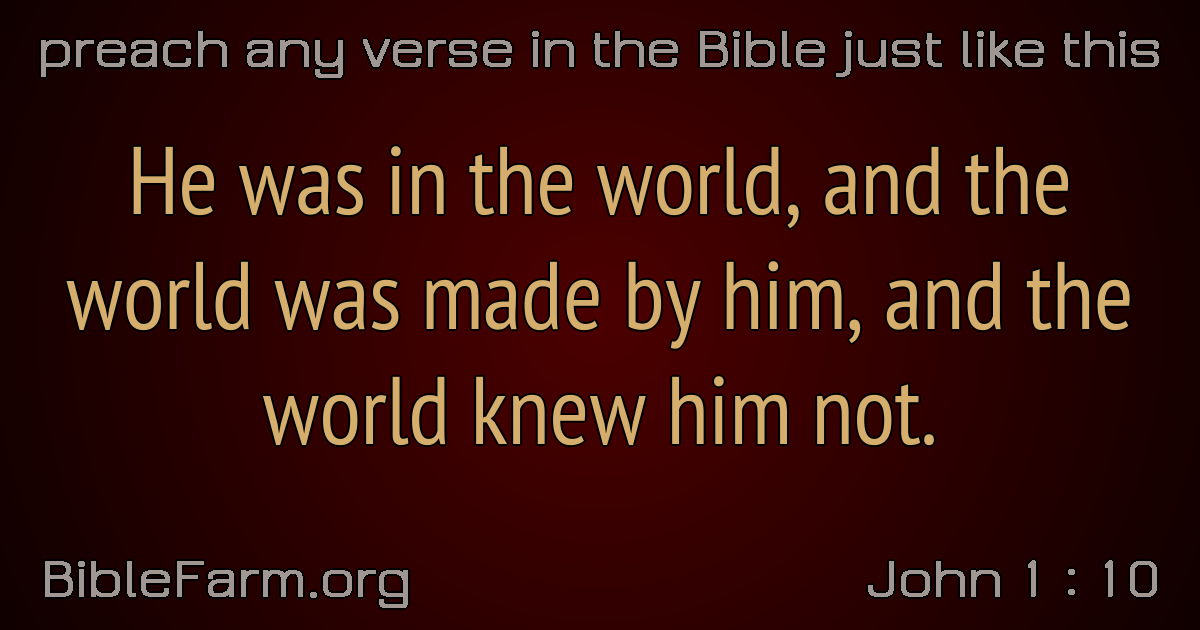 preach any verse in the Bible just like this
He was in the world, and the
world was made by him, and the
world knew him not.
BibleFarm.org
John 1 : 10